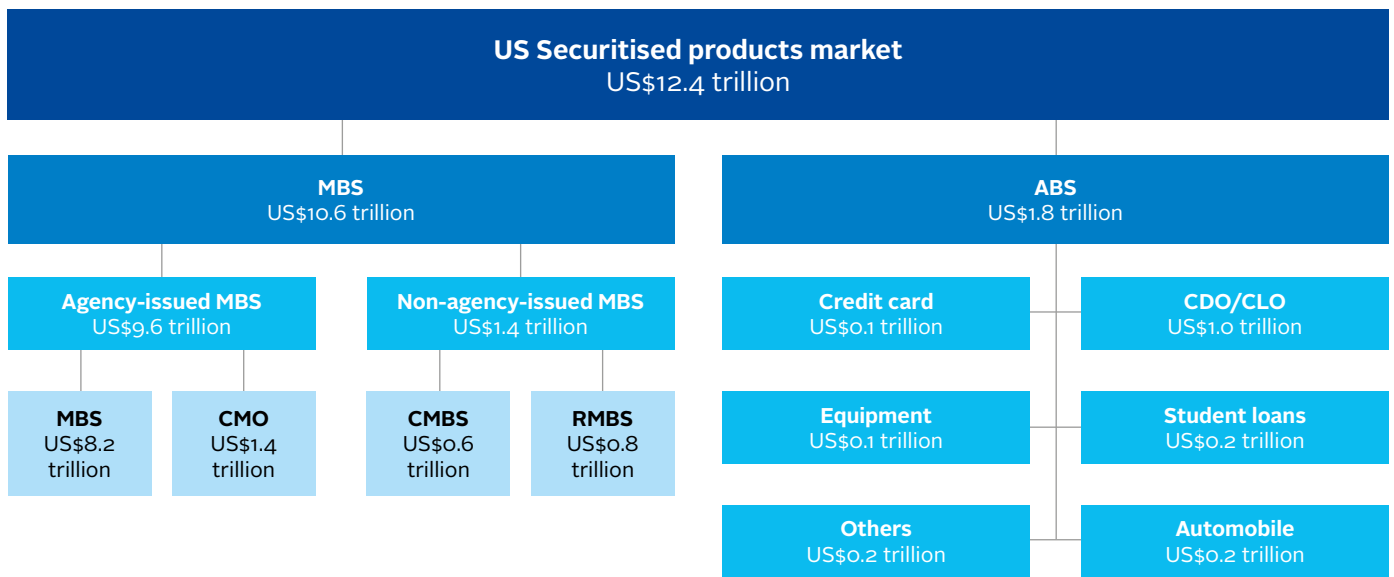 US Securitised products market
US$12.4 trillion
MBS
US$10.6 trillion
ABS
US$1.8 trillion
Agency-issued MBS
US$9.6 trillion
Non-agency-issued MBS
US$1.4 trillion
MBS
US$8.2
trillion
CMO
US$1.4
trillion
CMBS
US$0.6
trillion
RMBS
US$0.8
trillion
Credit card
US$0.1 trillion
CDO/CLO
US$1.0 trillion
Equipment
US$0.1 trillion
Student loans
US$0.2 trillion
Others
US$0.2 trillion
Automobile
US$0.2 trillion